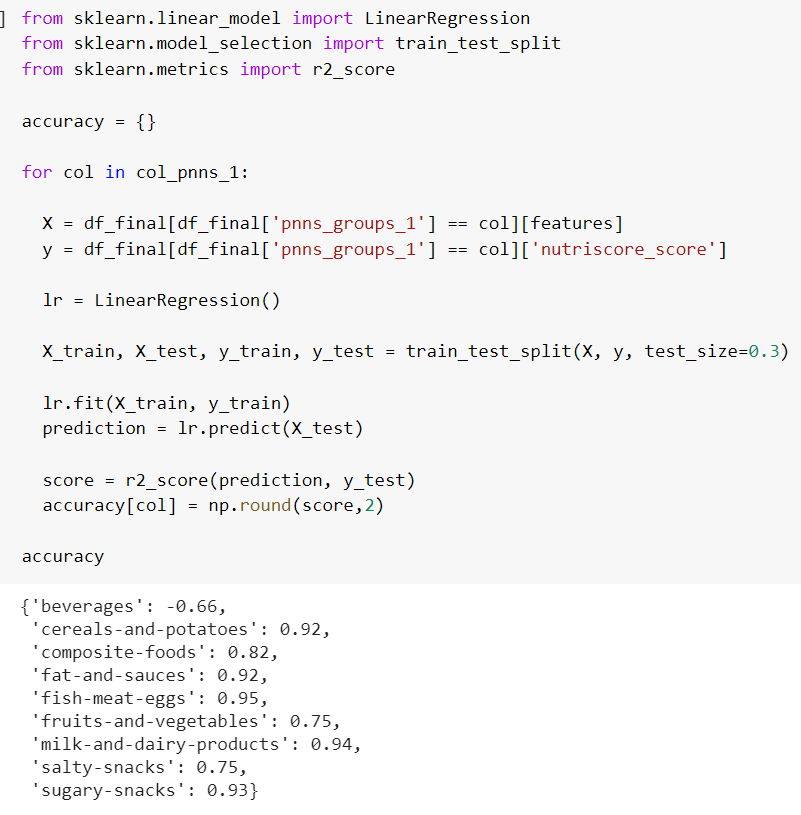 ] from sklearn.linear_model import LinearRegression
from sklearn.model_selection import train_test_split
from sklearn.metrics import r2_score
accuracy = {}
for col in col_pnns_1:
X = df_final[df_final['pnns_groups_1'] == col][features]
y = df_final[df_final['pnns_groups_1'] == col]['nutriscore_score']
lr = LinearRegression()
X_train, X_test, y_train, y_test = train_test_split(X, y, test_size=0.3)
lr.fit(X_train, y_train)
prediction = lr.predict(X_test)
score = r2_score(prediction, y_test)
accuracy[col] = np.round(score,2)
accuracy
{'beverages': -0.66,
'cereals-and-potatoes': 0.92,
'composite-foods': 0.82,
'fat-and-sauces': 0.92,
'fish-meat-eggs': 0.95,
'fruits-and-vegetables': 0.75,
'milk-and-dairy-products': 0.94,
'salty-snacks': 0.75,
'sugary-snacks': 0.93}